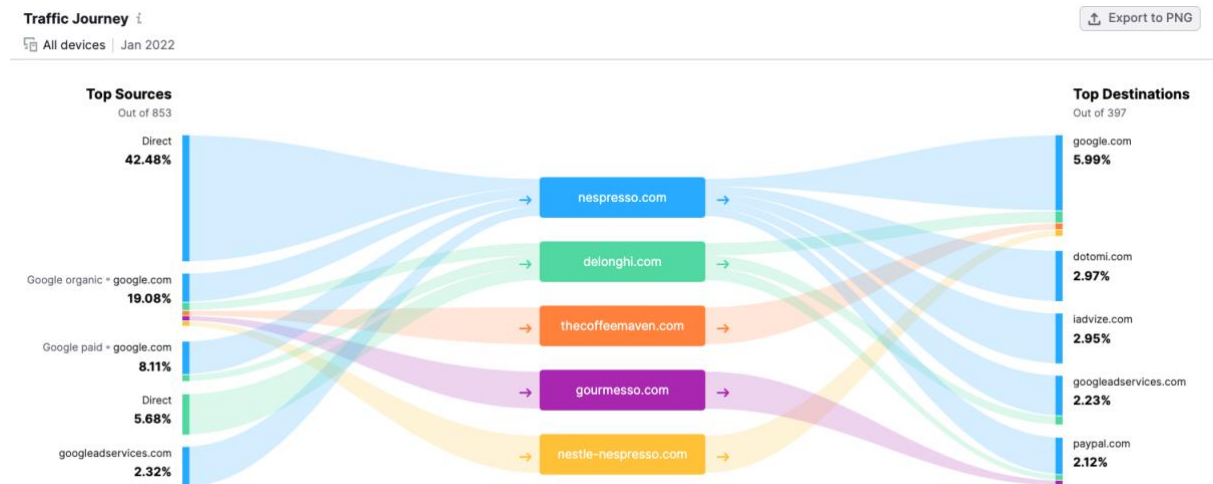 Traffic Journey i
Export to PNG
All devices | Jan 2022
Top Sources
Out of 853
Direct
42.48%
Google organic • google.com
19.08%
Google paid • google.com
8.11%
Direct
5.68%
googleadservices.com
2.32%
nespresso.com
delonghi.com
thecoffeemaven.com
gourmesso.com
nestle-nespresso.com
Top Destinations
Out of 397
google.com
5.99%
dotomi.com
2.97%
iadvize.com
2.95%
googleadservices.com
2.23%
paypal.com
2.12%